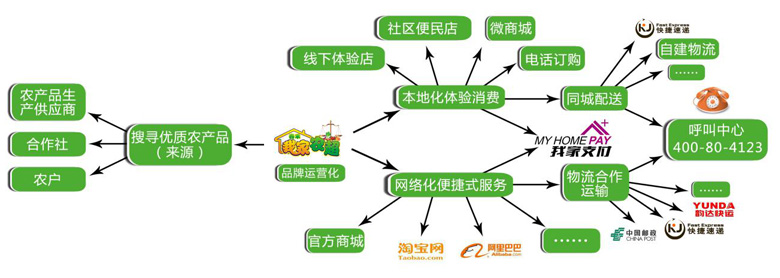 农产品生
产供应商
合作社
农户
搜寻优质农产品
（来源）
我家农超
品牌运营化
线下体验店
社区便民店
微商城
电话订购
本地化体验消费
同城配送
KJ Fast Express
快捷速递
自建物流
……
呼叫中心
400-80-4123
MY HOME PAY
我家支付
网络化便捷式服务
物流合作
运输
官方商城
淘宝网
Taobao.com
阿里巴巴
Alibaba.com
……
……
YUNDA
韵达快运
KJ Fast Express
快捷速递
中国邮政
CHINA POST